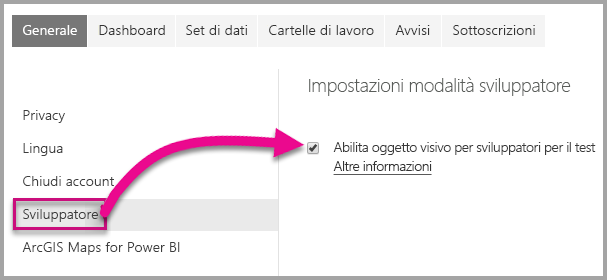 Generale
Dashboard
Set di dati
Cartelle di lavoro
Avvisi
Sottoscrizioni
Impostazioni modalità sviluppatore
Privacy
Lingua
Chiudi account
Sviluppatore
ArcGIS Maps for Power BI
Abilita oggetto visivo per sviluppatori per il test
Altre informazioni